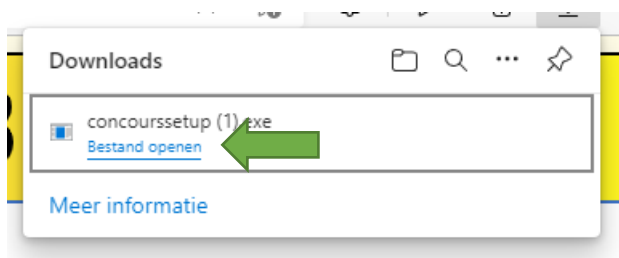 Downloads
concourssetup (1).exe
Bestand openen
Meer informatie